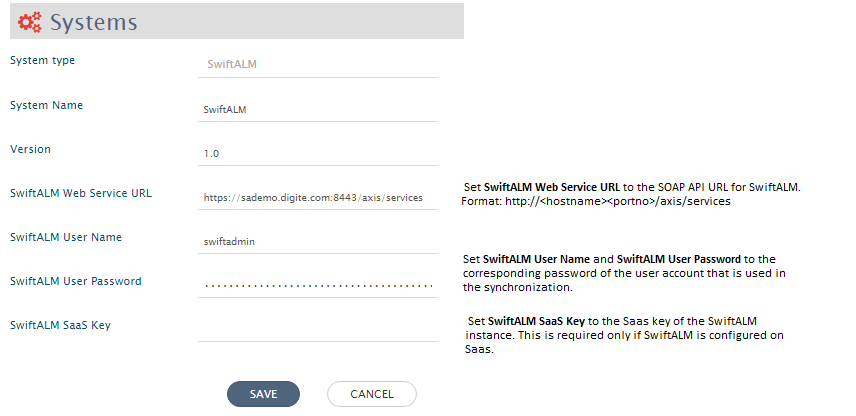 Systems
System type
SwiftALM
System Name
SwiftALM
Version
1.0
SwiftALM Web Service URL
https://sademo.digite.com:8443/axis/services
Set SwiftALM Web Service URL to the SOAP API URL for SwiftALM.
Format: http://<hostname><portno>/axis/services
SwiftALM User Name
swiftadmin
Set SwiftALM User Name and SwiftALM User Password to the
corresponding password of the user account that is used in
the synchronization.
SwiftALM User Password
SwiftALM SaaS Key
Set SwiftALM SaaS Key to the Saas key of the SwiftALM
instance. This is required only if SwiftALM is configured on
Saas.
SAVE
CANCEL